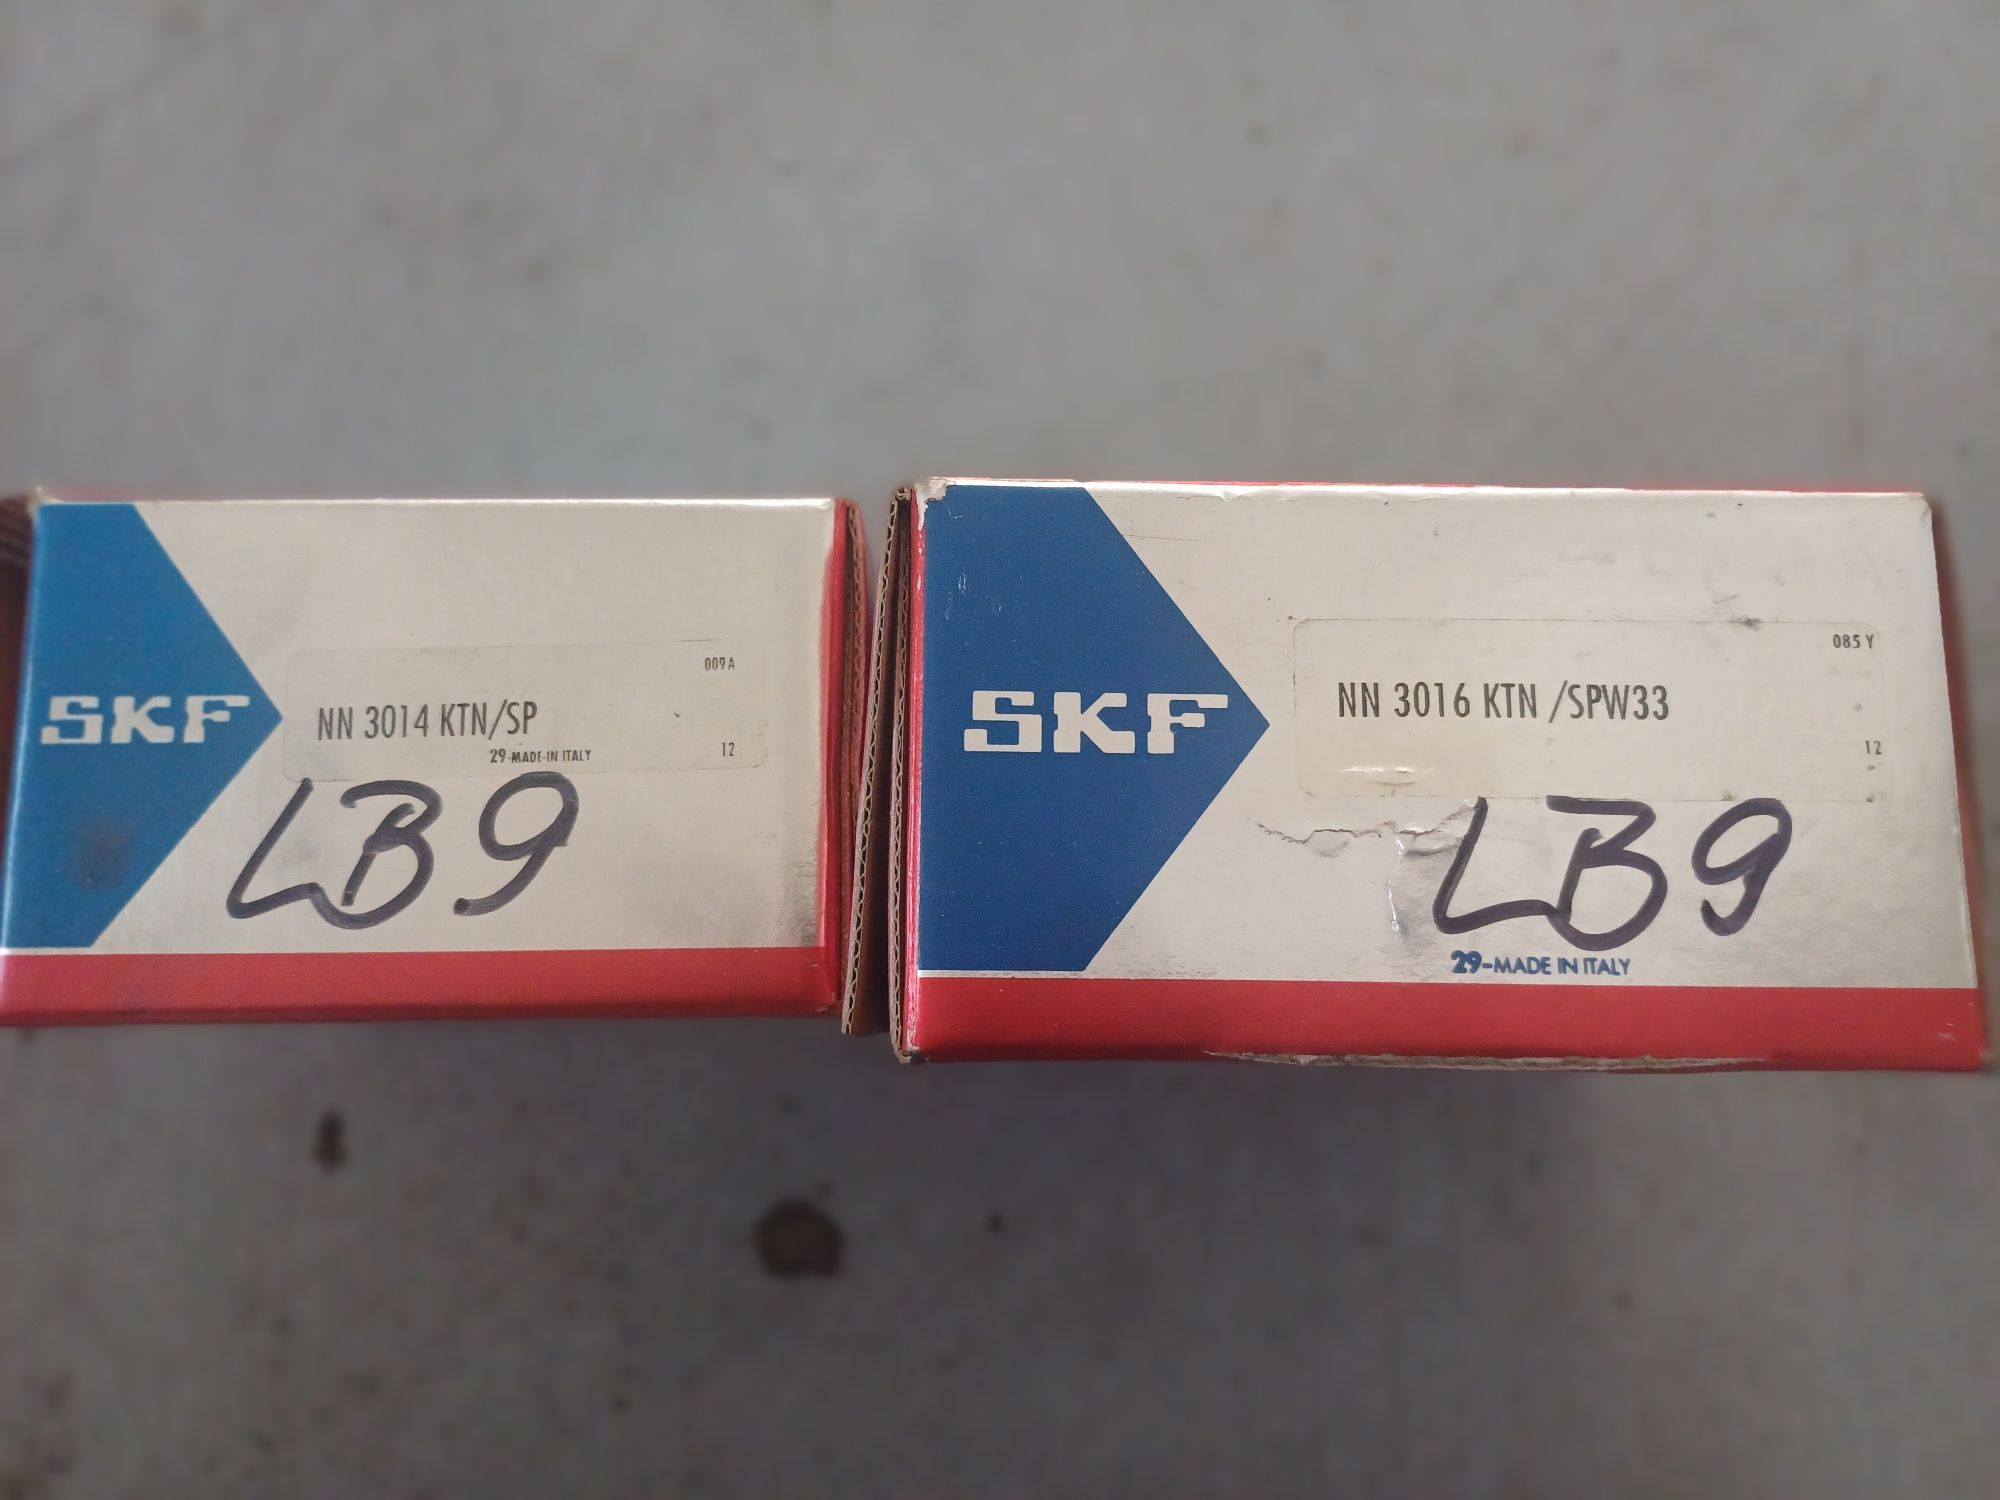 SKF
009A
NN 3014 KTN/SP
29-MADE-IN ITALY
12
LB9
SKF
085 Y
NN 3016 KTN /SPW33
12
LB9
29-MADE IN ITALY